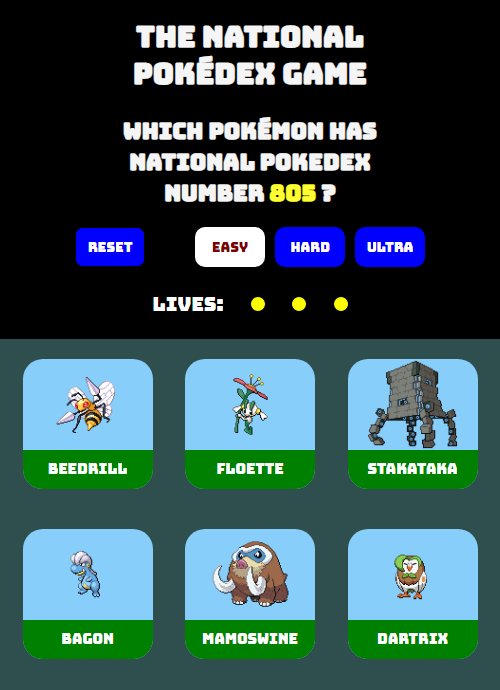 THE NATIONAL
POKÉDEX GAME
WHICH POKÉMON HAS
NATIONAL POKEDEX
NUMBER 805 ?
RESET EASY HARD ULTRA
LIVES:
BEEDRILL FLOETTE STAKATAKA
BAGON MAMOSWINE DARTRIX